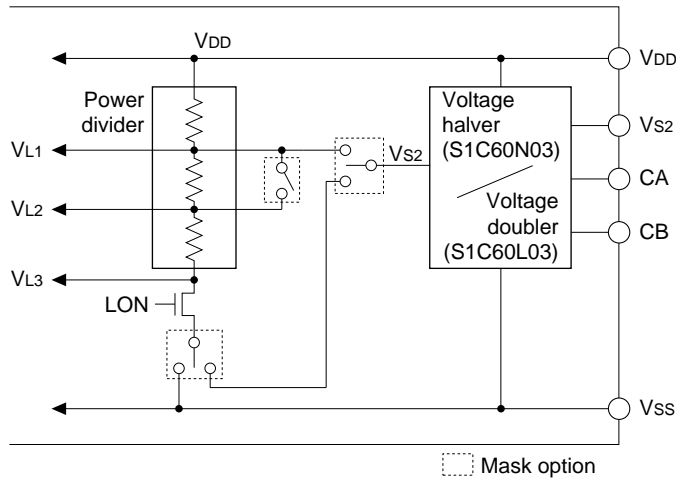 VDD
VDD
Power
divider
Voltage
halver
(S1C60N03)
VS2
VL1
VS2
CA
Voltage
doubler
(S1C60L03)
VL2
CB
VL3
LON
VSS
Mask option